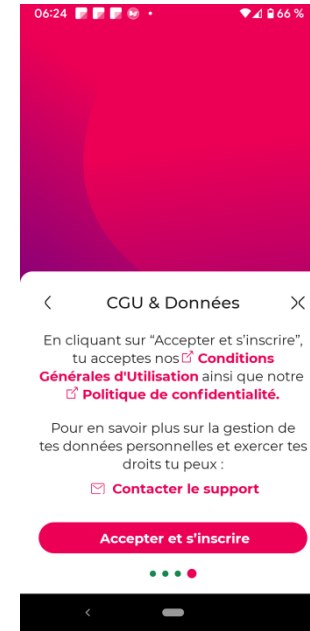 06:24 66 %
CGU & Données
En cliquant sur “Accepter et s’inscrire”,
tu acceptes nos Conditions
Générales d'Utilisation ainsi que notre
Politique de confidentialité.
Pour en savoir plus sur la gestion de
tes données personnelles et exercer tes
droits tu peux :
Contacter le support
Accepter et s’inscrire